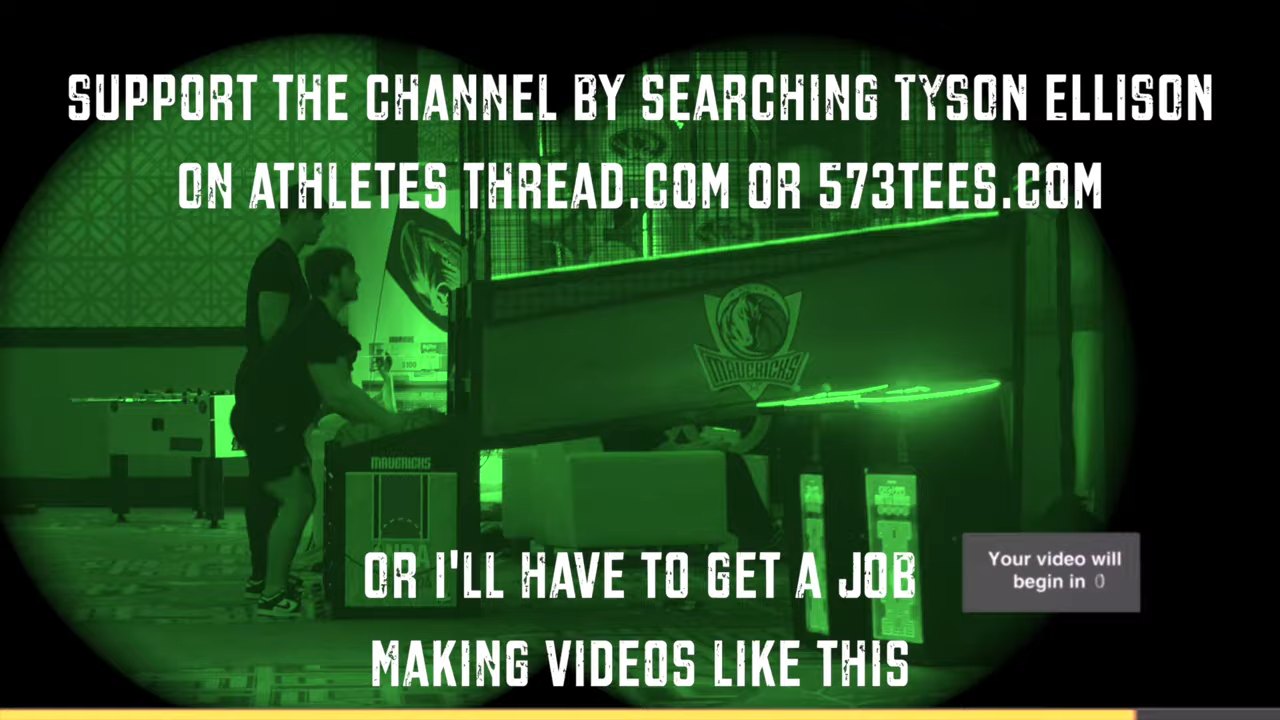 SUPPORT THE CHANNEL BY SEARCHING TYSON ELLISON
ON ATHLETES THREAD.COM OR 573TEES.COM
MAVERICKS
MAVERICKS
OR I'LL HAVE TO GET A JOB
MAKING VIDEOS LIKE THIS
Your video will
begin in 0